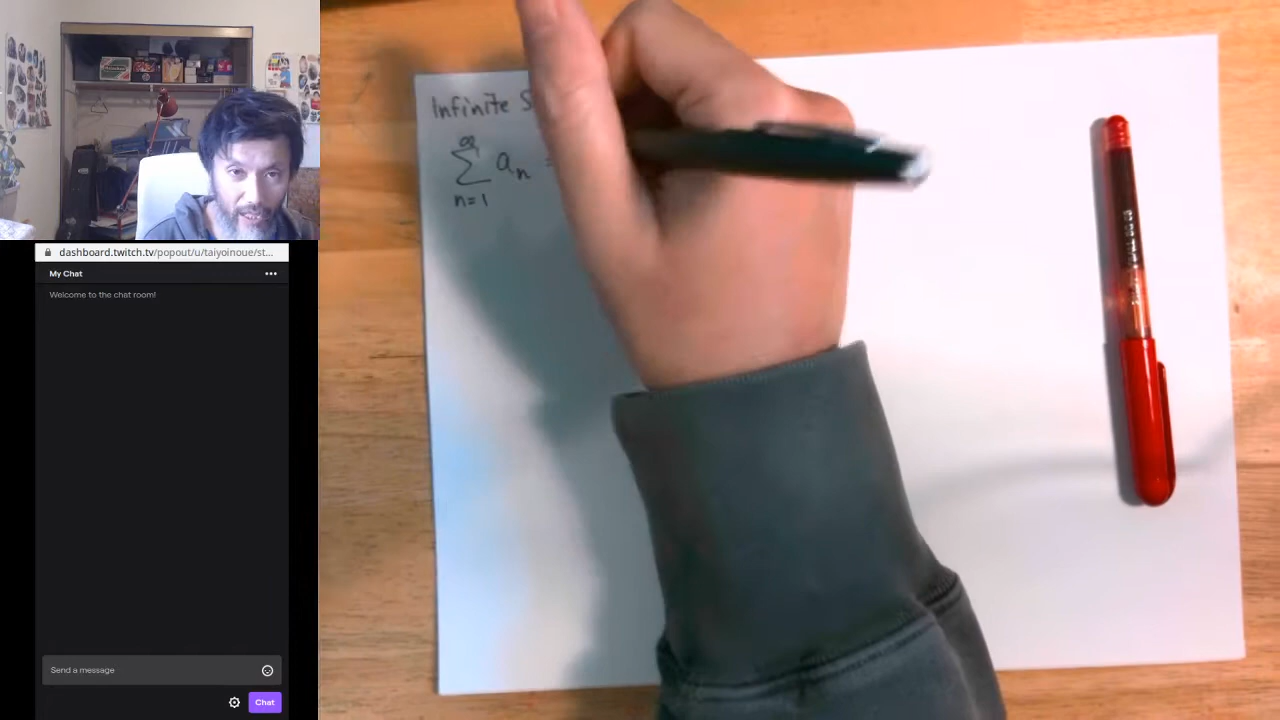 dashboard.twitch.tv/popout/u/taiyoinoue/st...
My Chat
Welcome to the chat room!
Send a message
Chat
Infinite S
∞
∑ aₙ =
n=1